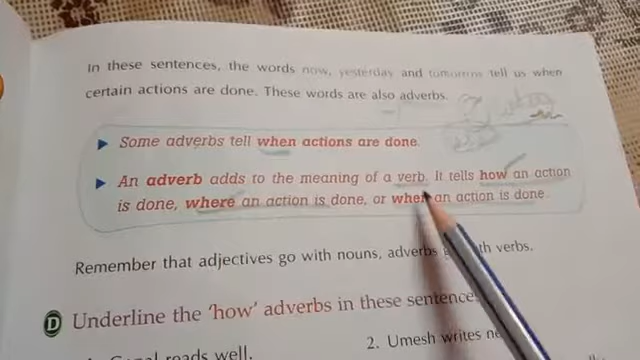 In these sentences, the words now, yesterday and tomorrow tell us when
certain actions are done. These words are also adverbs.
Some adverbs tell when actions are done.
An adverb adds to the meaning of a verb. It tells how an action
is done, where an action is done, or when an action is done.
Remember that adjectives go with nouns, adverbs with verbs.
D Underline the 'how' adverbs in these sentence
reads well.
2. Umesh writes